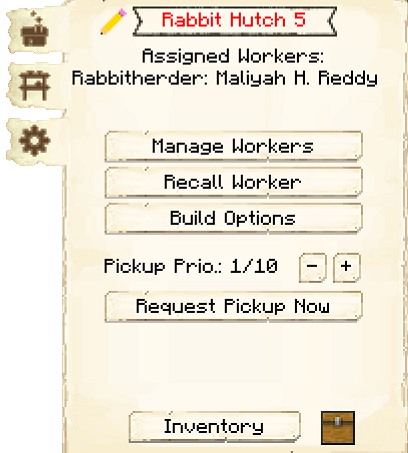 Rabbit Hutch 5
Assigned Workers:
Rabbitherder: Maliyah H. Reddy
Manage Workers
Recall Worker
Build Options
Pickup Prio.: 1/10 - +
Request Pickup Now
Inventory